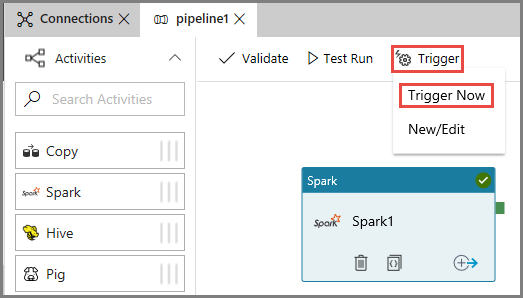 Connections
pipeline1
Activities
Validate
Test Run
Trigger
Search Activities
Trigger Now
New/Edit
Copy
Spark
Spark
Hive
Pig
Spark
Spark
Spark1